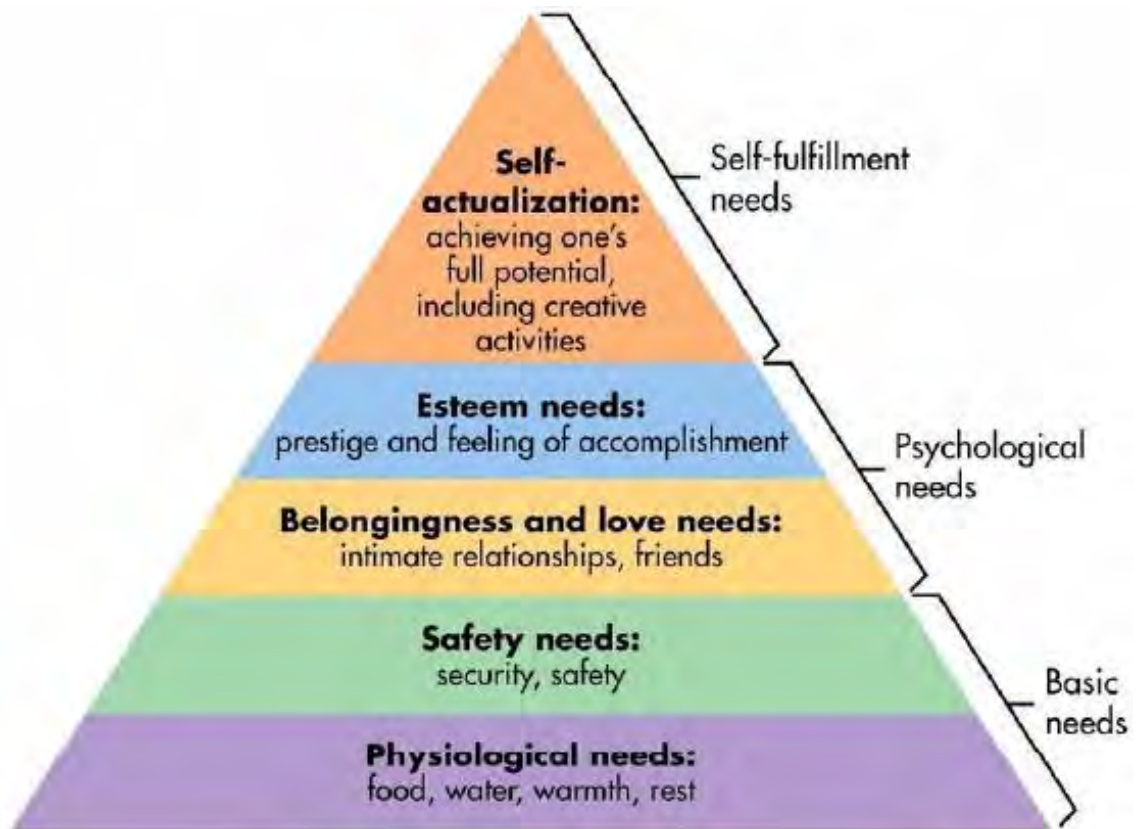 Self-
actualization:
achieving one's
full potential,
including creative
activities
Self-fulfillment
needs
Esteem needs:
prestige and feeling of accomplishment
Psychological
needs
Belongingness and love needs:
intimate relationships, friends
Safety needs:
security, safety
Basic
needs
Physiological needs:
food, water, warmth, rest